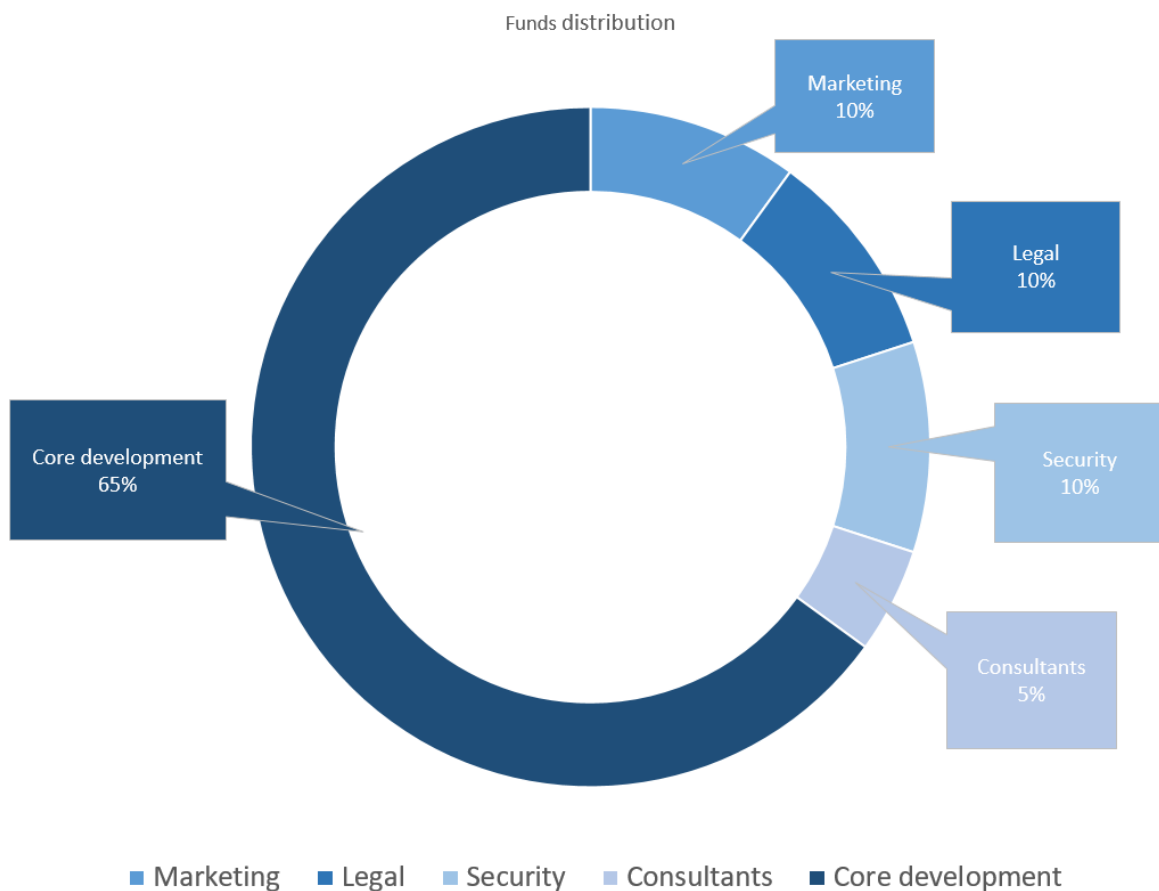 Funds distribution
Marketing
10%
Legal
10%
Security
10%
Consultants
5%
Core development
65%
Marketing Legal Security Consultants Core development